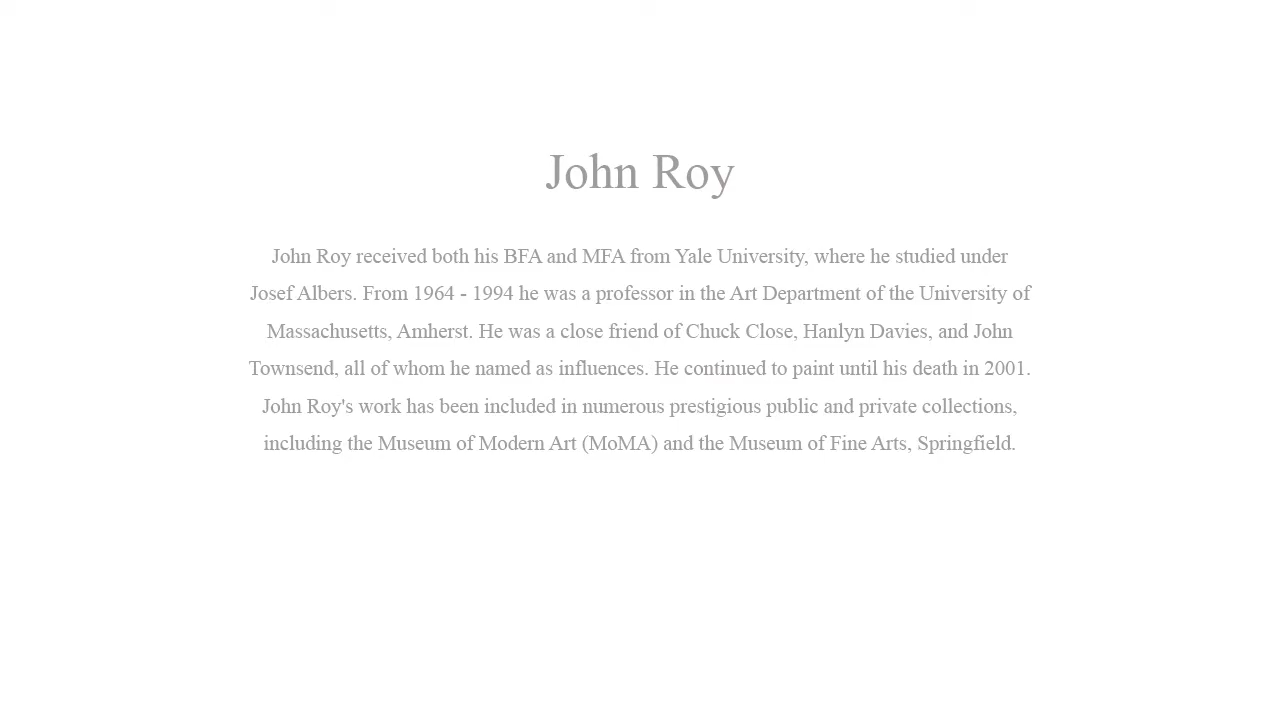 John Roy
John Roy received both his BFA and MFA from Yale University, where he studied under
Josef Albers. From 1964 - 1994 he was a professor in the Art Department of the University of
Massachusetts, Amherst. He was a close friend of Chuck Close, Hanlyn Davies, and John
Townsend, all of whom he named as influences. He continued to paint until his death in 2001.
John Roy's work has been included in numerous prestigious public and private collections,
including the Museum of Modern Art (MoMA) and the Museum of Fine Arts, Springfield.